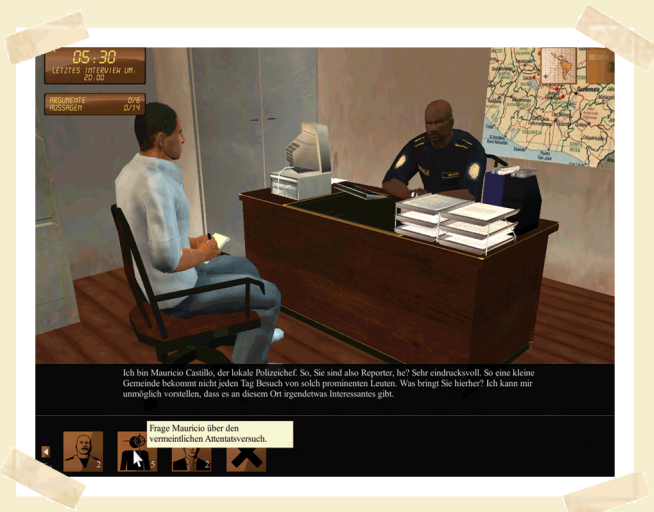 05:30
LETZTES INTERVIEW UM:
20:00
ARGUMENTE 0/6
AUSSAGEN 0/14
Guatemala
Ich bin Mauricio Castillo, der lokale Polizeichef. So, Sie sind also Reporter, he? Sehr eindrucksvoll. So eine kleine
Gemeinde bekommt nicht jeden Tag Besuch von solch prominenten Leuten. Was bringt Sie hierher? Ich kann mir
unmöglich vorstellen, dass es an diesem Ort irgendetwas Interessantes gibt.
Frage Mauricio über den
vermeintlichen Attentatsversuch.
2 5 2